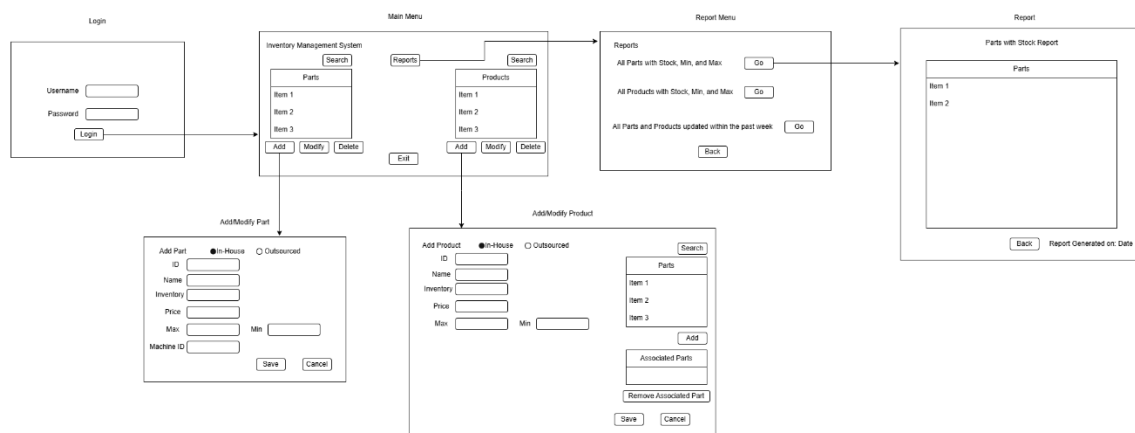 Login
Username
Password
Login
Main Menu
Inventory Management System
Search
Reports
Search
Parts
Item 1
Item 2
Item 3
Add Modify Delete
Products
Item 1
Item 2
Item 3
Add Modify Delete
Exit
Report Menu
Reports
All Parts with Stock, Min, and Max Go
All Products with Stock, Min, and Max Go
All Parts and Products updated within the past week Go
Back
Report
Parts with Stock Report
Parts
Item 1
Item 2
Back Report Generated on: Date
Add/Modify Part
Add Part In-House Outsourced
ID
Name
Inventory
Price
Max Min
Machine ID
Save Cancel
Add/Modify Product
Add Product In-House Outsourced
ID
Name
Inventory
Price
Max Min
Search
Parts
Item 1
Item 2
Item 3
Add
Associated Parts
Remove Associated Part
Save Cancel